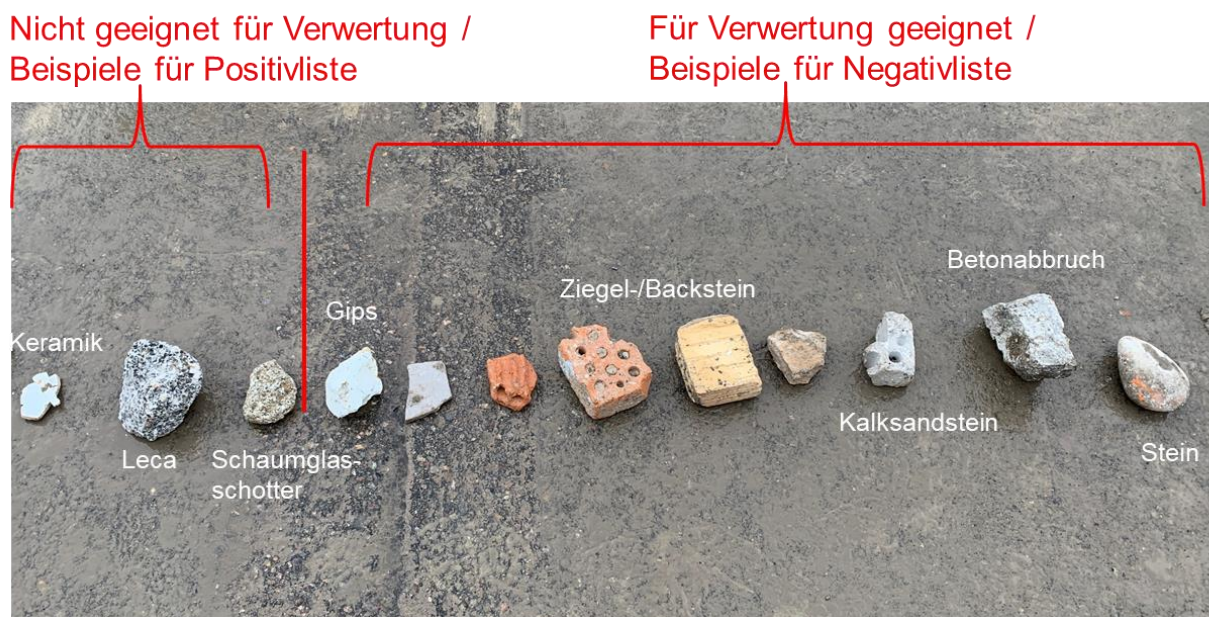 Nicht geeignet für Verwertung /
Beispiele für Positivliste
Für Verwertung geeignet /
Beispiele für Negativliste
Keramik
Leca
Schaumglas-
schotter
Gips
Ziegel-/Backstein
Kalksandstein
Betonabbruch
Stein